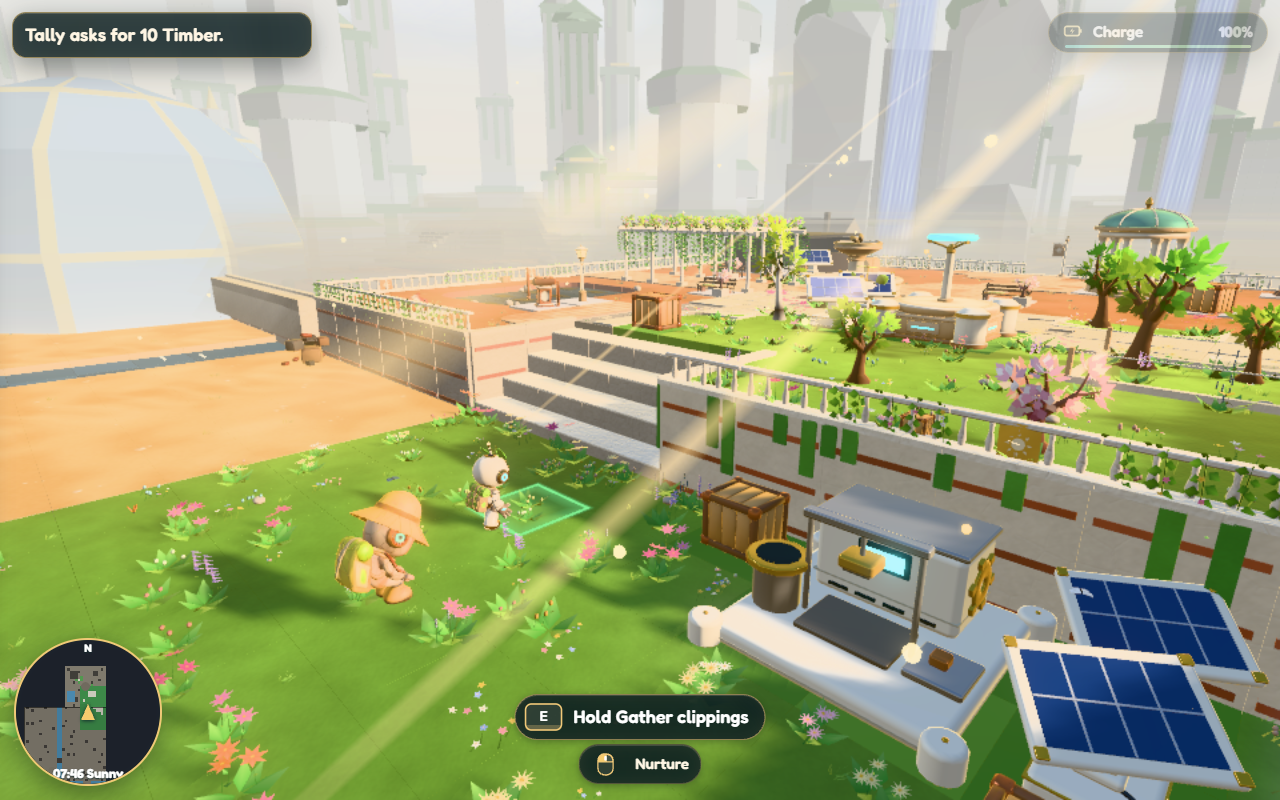 Tally asks for 10 Timber.
Charge 100%
N
07:46 Sunny
E Hold Gather clippings
Nurture